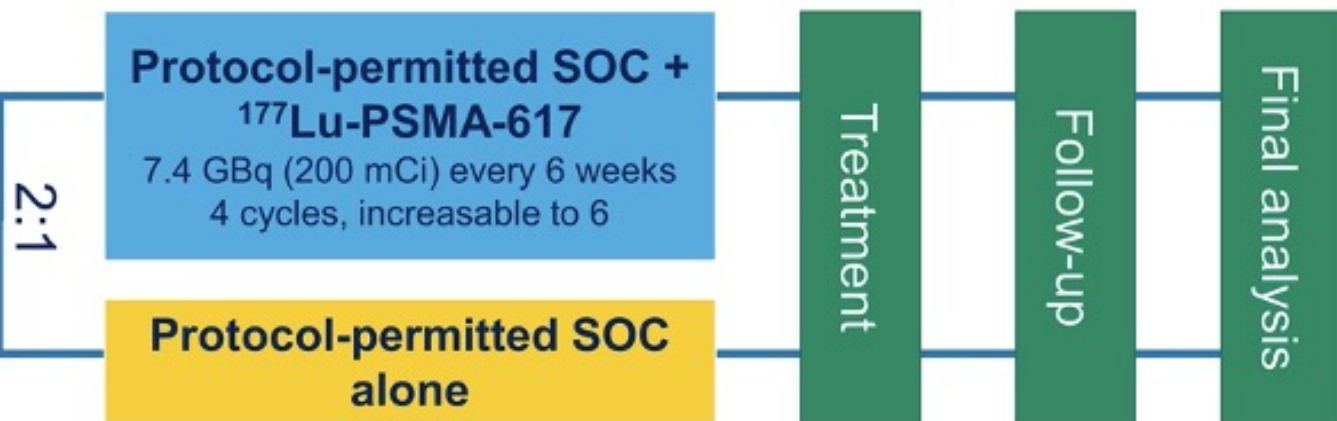 2:1
Protocol-permitted SOC +
¹⁷⁷Lu-PSMA-617
7.4 GBq (200 mCi) every 6 weeks
4 cycles, increasable to 6
Protocol-permitted SOC
alone
Treatment
Follow-up
Final analysis